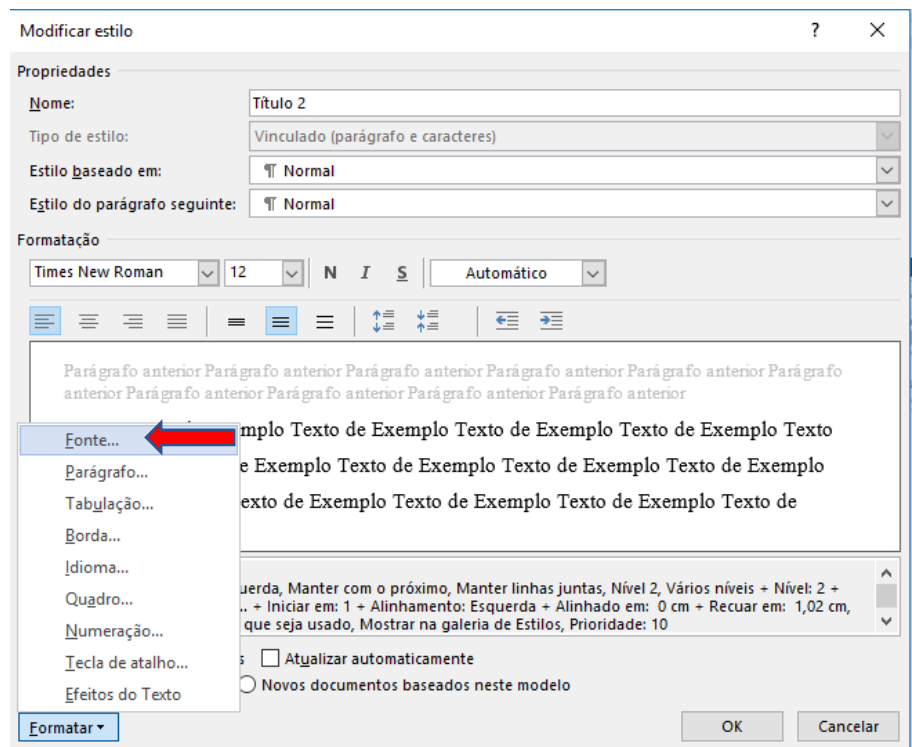 Modificar estilo ? ×
Propriedades
Nome: Título 2
Tipo de estilo: Vinculado (parágrafo e caracteres)
Estilo baseado em: ¶ Normal
Estilo do parágrafo seguinte: ¶ Normal
Formatação
Times New Roman 12 N I S Automático
Parágrafo anterior Parágrafo anterior Parágrafo anterior Parágrafo anterior Parágrafo anterior Parágrafo
anterior Parágrafo anterior Parágrafo anterior Parágrafo anterior Parágrafo anterior
mplo Texto de Exemplo Texto de Exemplo Texto de Exemplo Texto
e Exemplo Texto de Exemplo Texto de Exemplo Texto de Exemplo
exto de Exemplo Texto de Exemplo Texto de Exemplo Texto de
Fonte...
Parágrafo...
Tabulação...
Borda...
Idioma...
Quadro...
Numeração...
Tecla de atalho...
Efeitos do Texto
uerda, Manter com o próximo, Manter linhas juntas, Nível 2, Vários níveis + Nível: 2 +
.. + Iniciar em: 1 + Alinhamento: Esquerda + Alinhado em: 0 cm + Recuar em: 1,02 cm,
que seja usado, Mostrar na galeria de Estilos, Prioridade: 10
s Atualizar automaticamente
Novos documentos baseados neste modelo
Formatar OK Cancelar